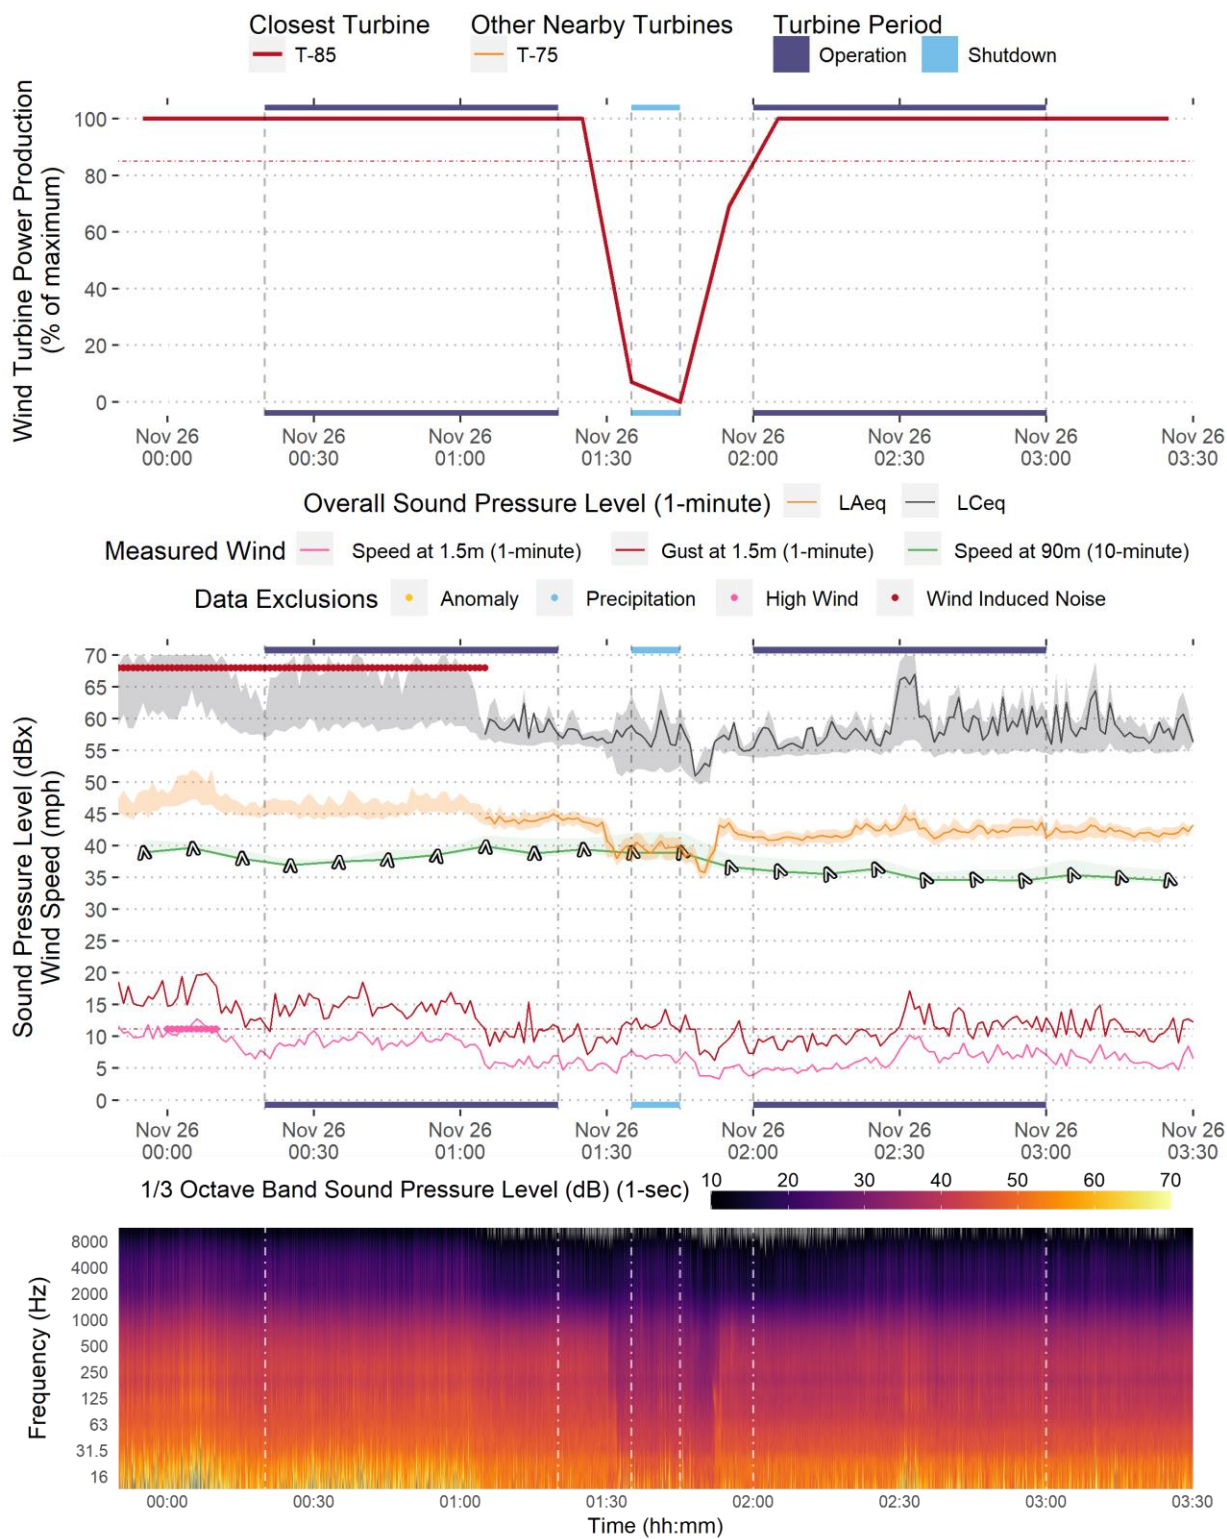 Closest Turbine Other Nearby Turbines Turbine Period
T-85 T-75 Operation Shutdown
Wind Turbine Power Production
(% of maximum)
100
80
60
40
20
0
Nov 26 Nov 26 Nov 26 Nov 26 Nov 26 Nov 26 Nov 26 Nov 26
00:00 00:30 01:00 01:30 02:00 02:30 03:00 03:30
Overall Sound Pressure Level (1-minute) LAeq LCeq
Measured Wind Speed at 1.5m (1-minute) Gust at 1.5m (1-minute) Speed at 90m (10-minute)
Data Exclusions Anomaly Precipitation High Wind Wind Induced Noise
Sound Pressure Level (dBx)
Wind Speed (mph)
70
65
60
55
50
45
40
35
30
25
20
15
10
5
0
Nov 26 Nov 26 Nov 26 Nov 26 Nov 26 Nov 26 Nov 26 Nov 26
00:00 00:30 01:00 01:30 02:00 02:30 03:00 03:30
1/3 Octave Band Sound Pressure Level (dB) (1-sec)
10 20 30 40 50 60 70
Frequency (Hz)
8000
4000
2000
1000
500
250
125
63
31.5
16
00:00 00:30 01:00 01:30 02:00 02:30 03:00 03:30
Time (hh:mm)